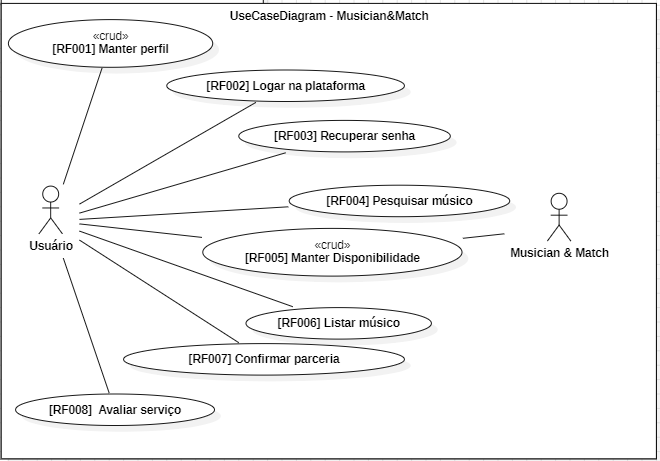 UseCaseDiagram - Musician&Match
«crud»
[RF001] Manter perfil
[RF002] Logar na plataforma
[RF003] Recuperar senha
[RF004] Pesquisar músico
Usuário
«crud»
[RF005] Manter Disponibilidade
Musician & Match
[RF006] Listar músico
[RF007] Confirmar parceria
[RF008] Avaliar serviço